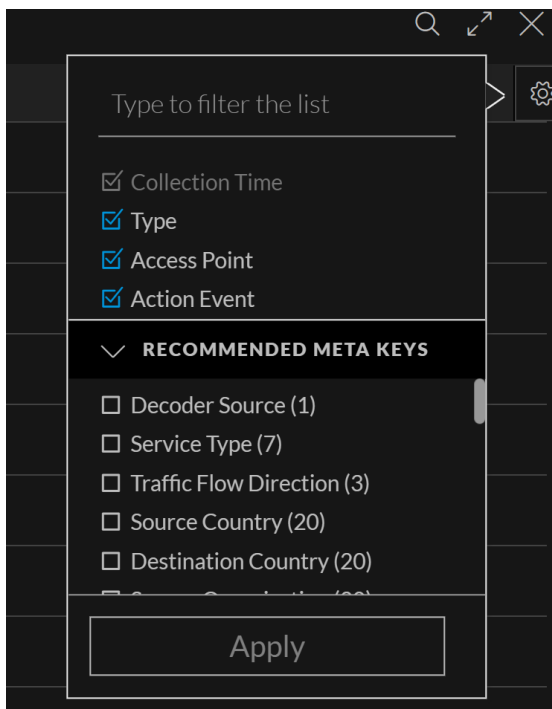 Type to filter the list
Collection Time
Type
Access Point
Action Event
RECOMMENDED META KEYS
Decoder Source (1)
Service Type (7)
Traffic Flow Direction (3)
Source Country (20)
Destination Country (20)
Apply